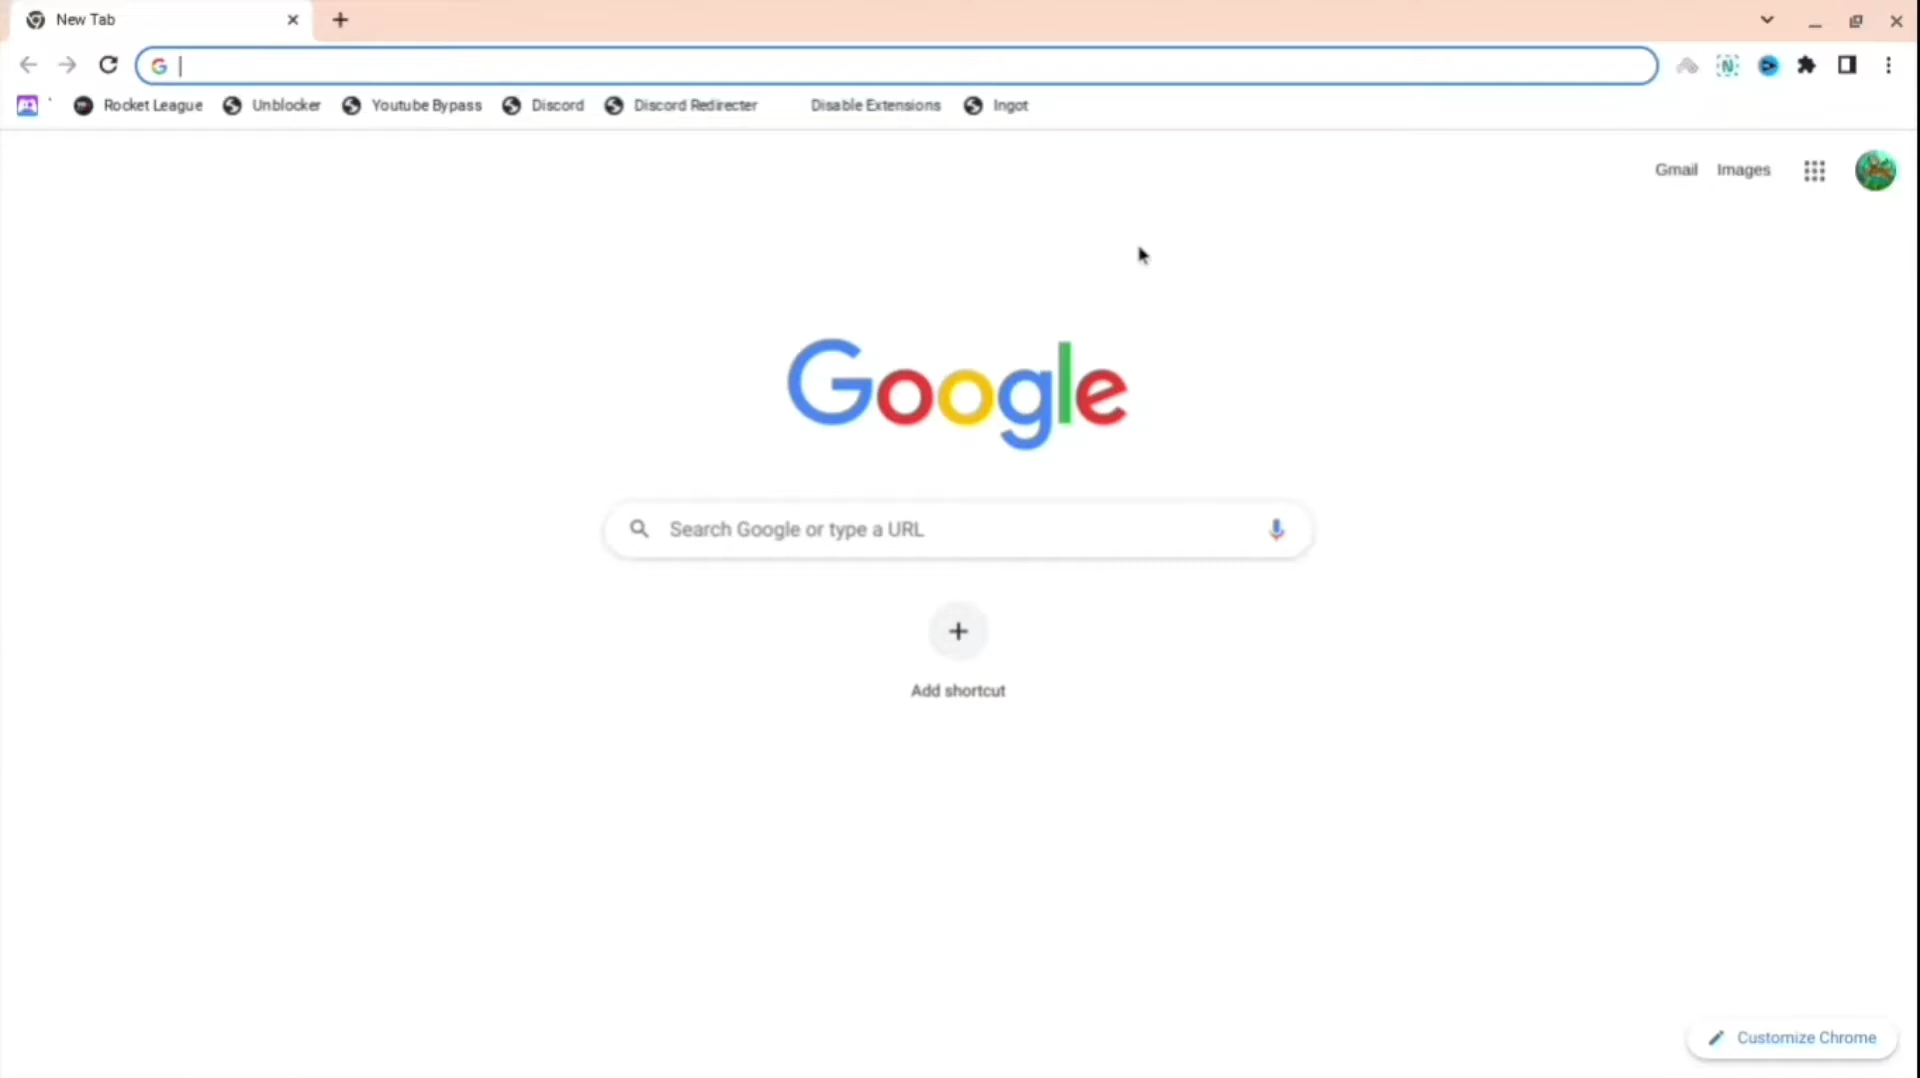 New Tab
Rocket League Unblocker Youtube Bypass Discord Discord Redirecter Disable Extensions Ingot
Gmail Images
Google
Search Google or type a URL
Add shortcut
Customize Chrome